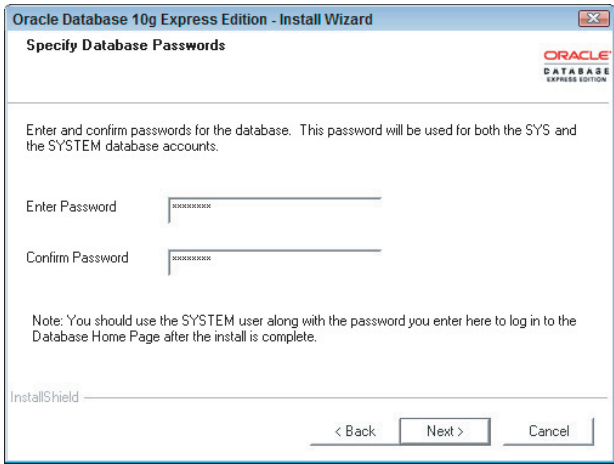 Oracle Database 10g Express Edition - Install Wizard
Specify Database Passwords
ORACLE
DATABASE
EXPRESS EDITION
Enter and confirm passwords for the database. This password will be used for both the SYS and
the SYSTEM database accounts.
Enter Password
********
Confirm Password
********
Note: You should use the SYSTEM user along with the password you enter here to log in to the
Database Home Page after the install is complete.
InstallShield
< Back
Next >
Cancel